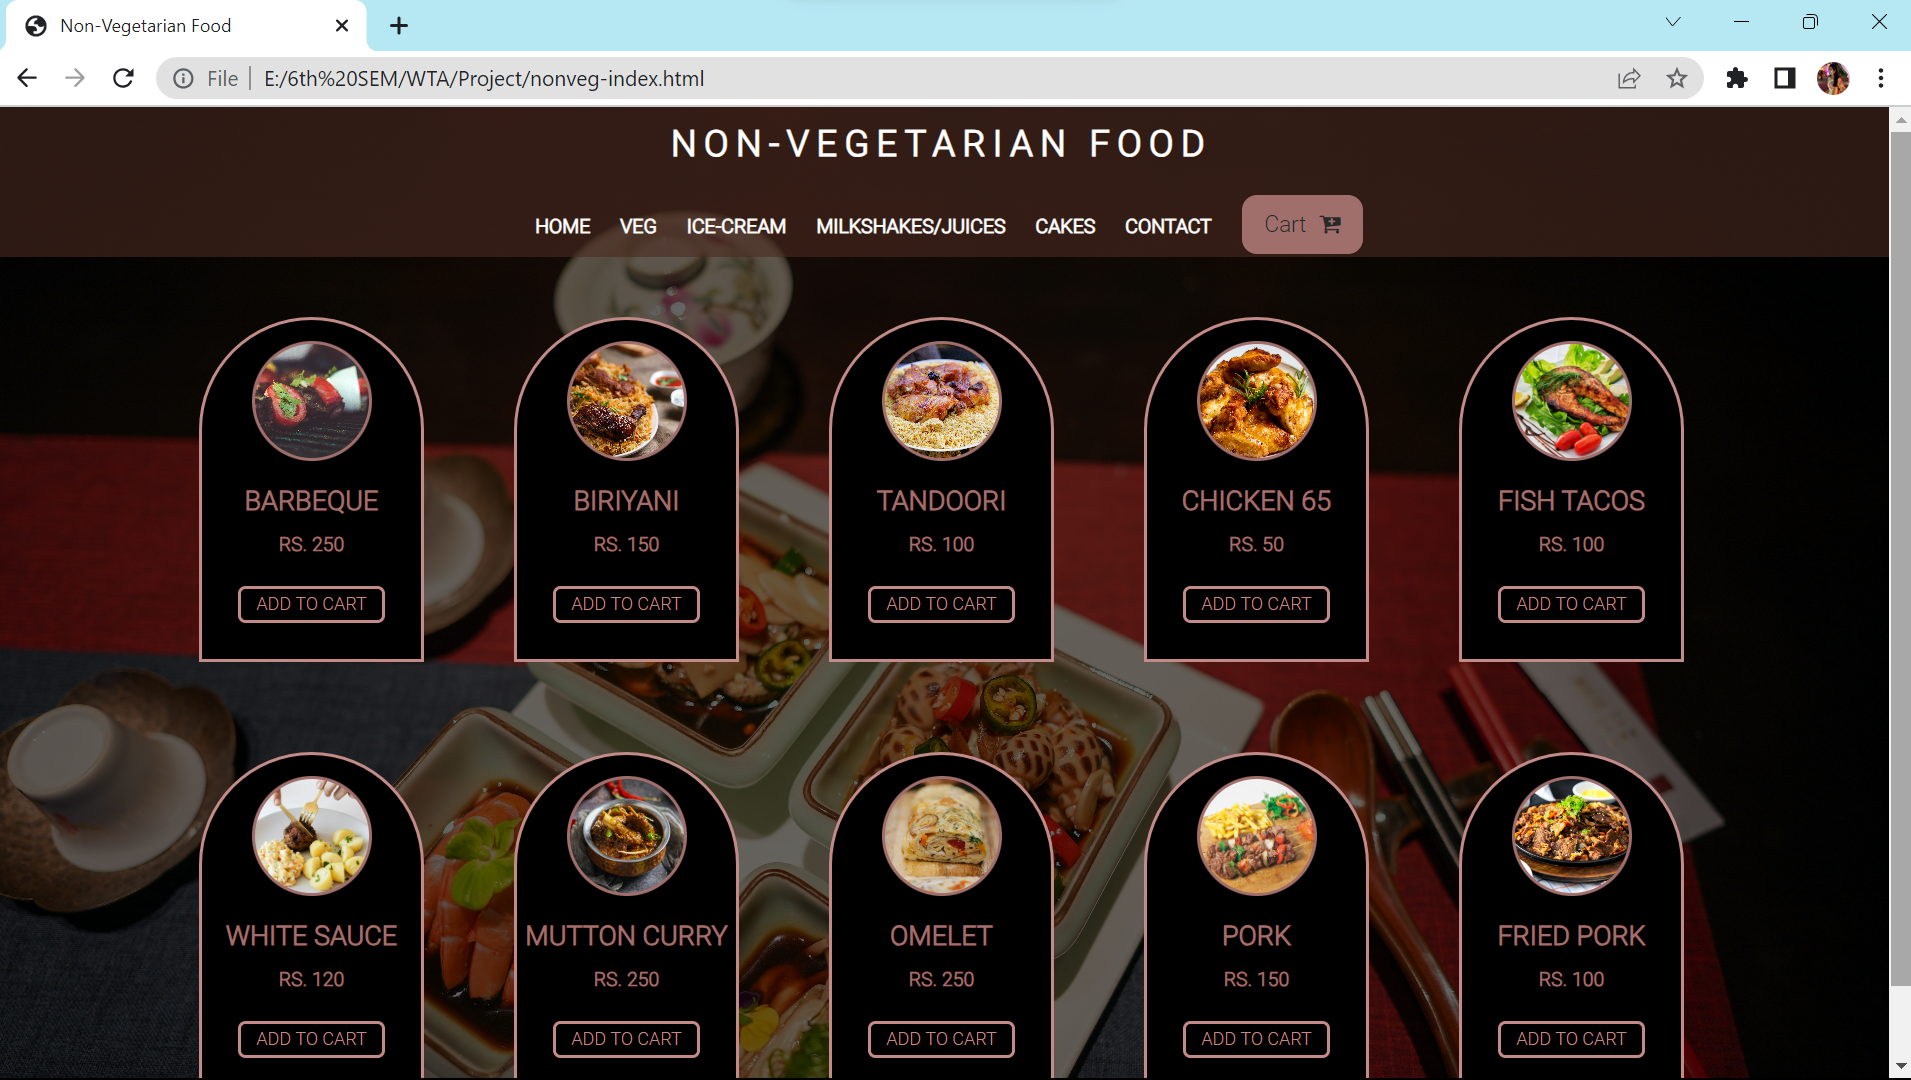 Non-Vegetarian Food
File E:/6th%20SEM/WTA/Project/nonveg-index.html
NON-VEGETARIAN FOOD
HOME VEG ICE-CREAM MILKSHAKES/JUICES CAKES CONTACT Cart
BARBEQUE BIRIYANI TANDOORI CHICKEN 65 FISH TACOS
RS. 250 RS. 150 RS. 100 RS. 50 RS. 100
ADD TO CART ADD TO CART ADD TO CART ADD TO CART ADD TO CART
WHITE SAUCE MUTTON CURRY OMELET PORK FRIED PORK
RS. 120 RS. 250 RS. 250 RS. 150 RS. 100
ADD TO CART ADD TO CART ADD TO CART ADD TO CART ADD TO CART